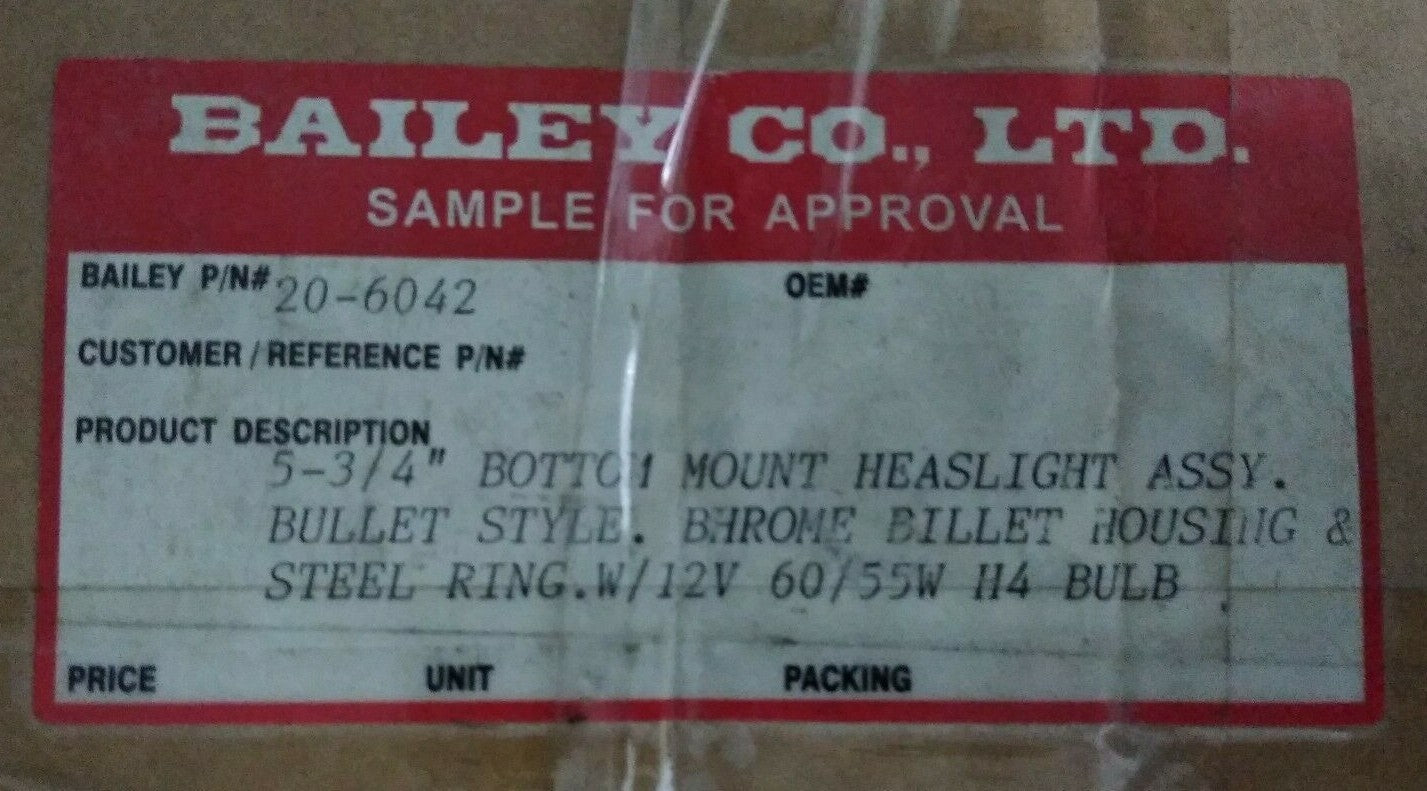 BAILEY CO., LTD.
SAMPLE FOR APPROVAL
BAILEY P/N# 20-6042 OEM#
CUSTOMER / REFERENCE P/N#
PRODUCT DESCRIPTION
5-3/4" BOTTOM MOUNT HEASLIGHT ASSY.
BULLET STYLE. BHROME BILLET HOUSING &
STEEL RING.W/12V 60/55W H4 BULB
PRICE UNIT PACKING